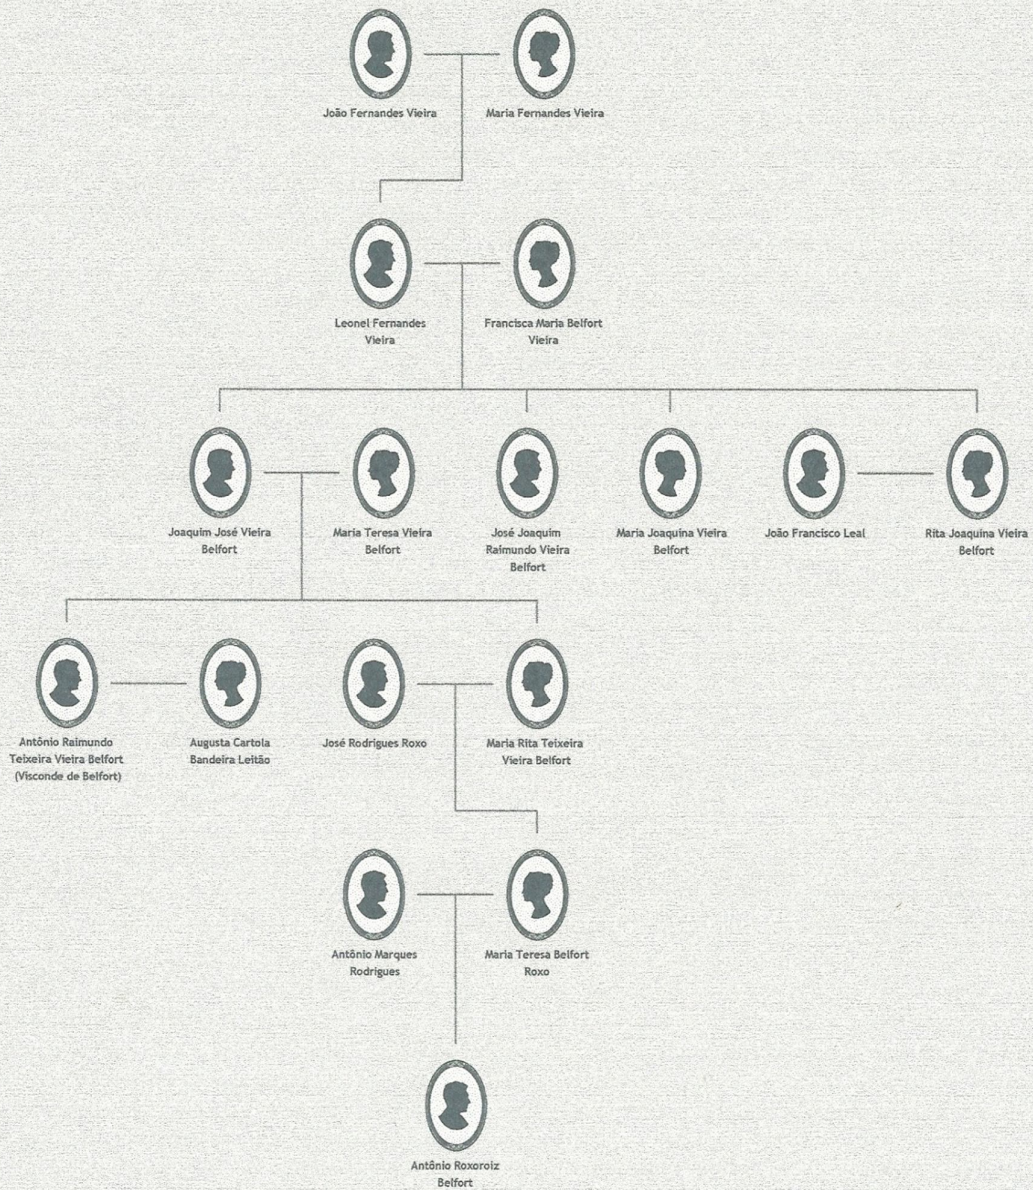 João Fernandes Vieira
Maria Fernandes Vieira
Leonel Fernandes
Vieira
Francisca Maria Belfort
Vieira
Joaquim José Vieira
Belfort
Maria Teresa Vieira
Belfort
José Joaquim
Raimundo Vieira
Belfort
Maria Joaquina Vieira
Belfort
João Francisco Leal
Rita Joaquina Vieira
Belfort
Antônio Raimundo
Teixeira Vieira Belfort
(Visconde de Belfort)
Augusta Cartola
Bandeira Leitão
José Rodrigues Roxo
Maria Rita Teixeira
Vieira Belfort
Antônio Marques
Rodrigues
Maria Teresa Belfort
Roxo
Antônio Roxoroiz
Belfort